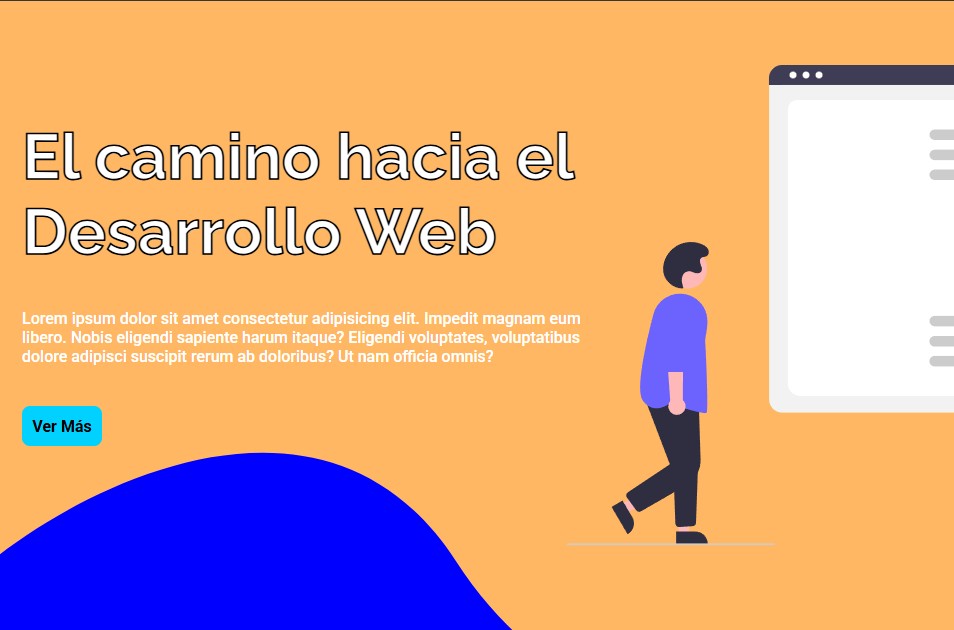 El camino hacia el
Desarrollo Web
Lorem ipsum dolor sit amet consectetur adipisicing elit. Impedit magnam eum
libero. Nobis eligendi sapiente harum itaque? Eligendi voluptates, voluptatibus
dolore adipisci suscipit rerum ab doloribus? Ut nam officia omnis?
Ver Más